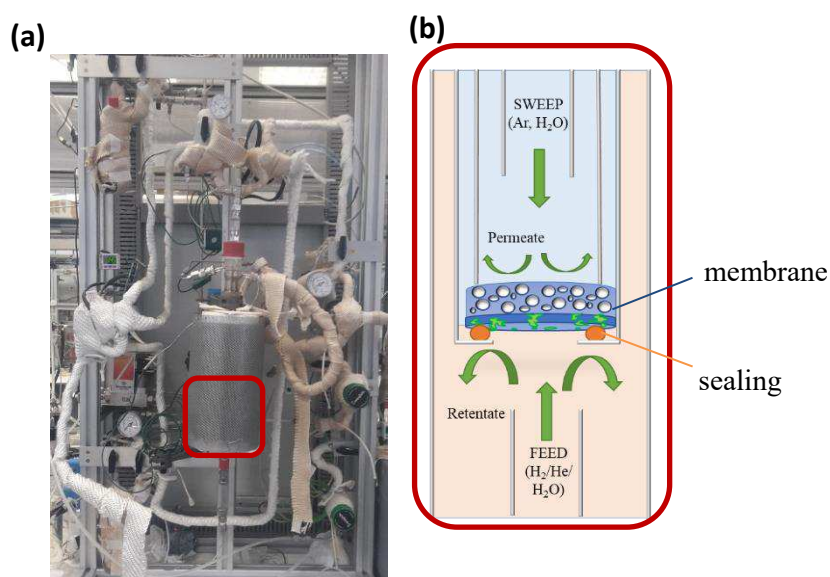 (a)
(b)
SWEEP
(Ar, H₂O)
Permeate
membrane
sealing
Retentate
FEED
(H₂/He/
H₂O)